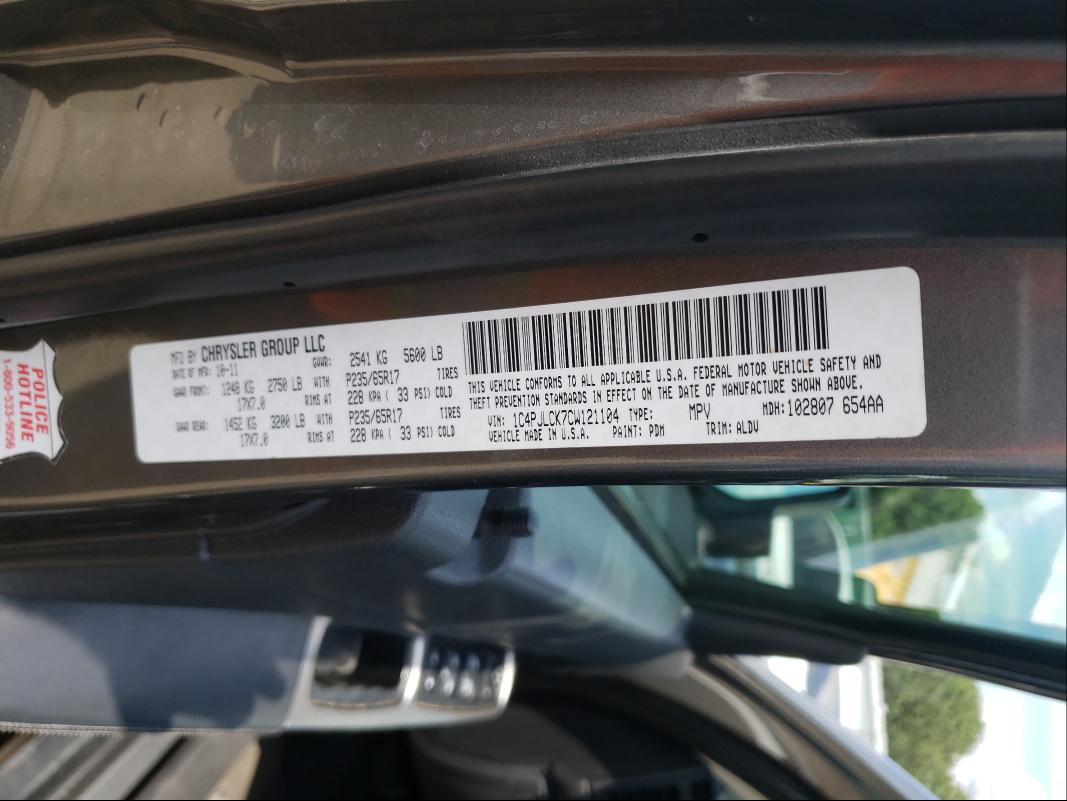 MFD BY CHRYSLER GROUP LLC
DATE OF MFR: 10-11 GVWR: 2541 KG 5600 LB
GAWR FRONT: 1248 KG 2750 LB WITH P235/65R17 TIRES
17X7.0 RIMS AT 228 KPA ( 33 PSI) COLD
GAWR REAR: 1452 KG 3200 LB WITH P235/65R17 TIRES
17X7.0 RIMS AT 228 KPA ( 33 PSI) COLD
THIS VEHICLE CONFORMS TO ALL APPLICABLE U.S.A. FEDERAL MOTOR VEHICLE SAFETY AND
THEFT PREVENTION STANDARDS IN EFFECT ON THE DATE OF MANUFACTURE SHOWN ABOVE.
VIN: 1C4PJLCK7CW121104 TYPE: MPV MDH:102807 654AA
VEHICLE MADE IN U.S.A. PAINT: PDM TRIM: ALDV
POLICE
HOTLINE
1-800-533-9056